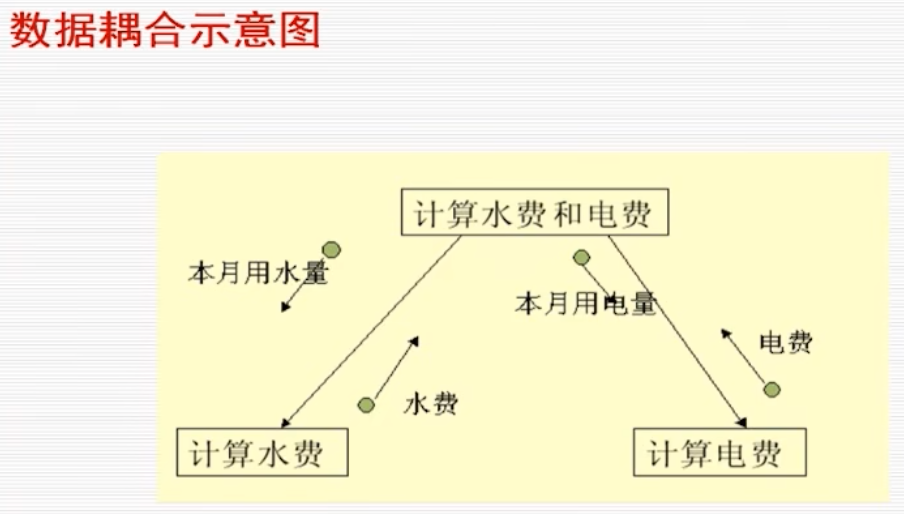 数据耦合示意图
计算水费和电费
本月用水量
本月用电量
电费
水费
计算水费
计算电费